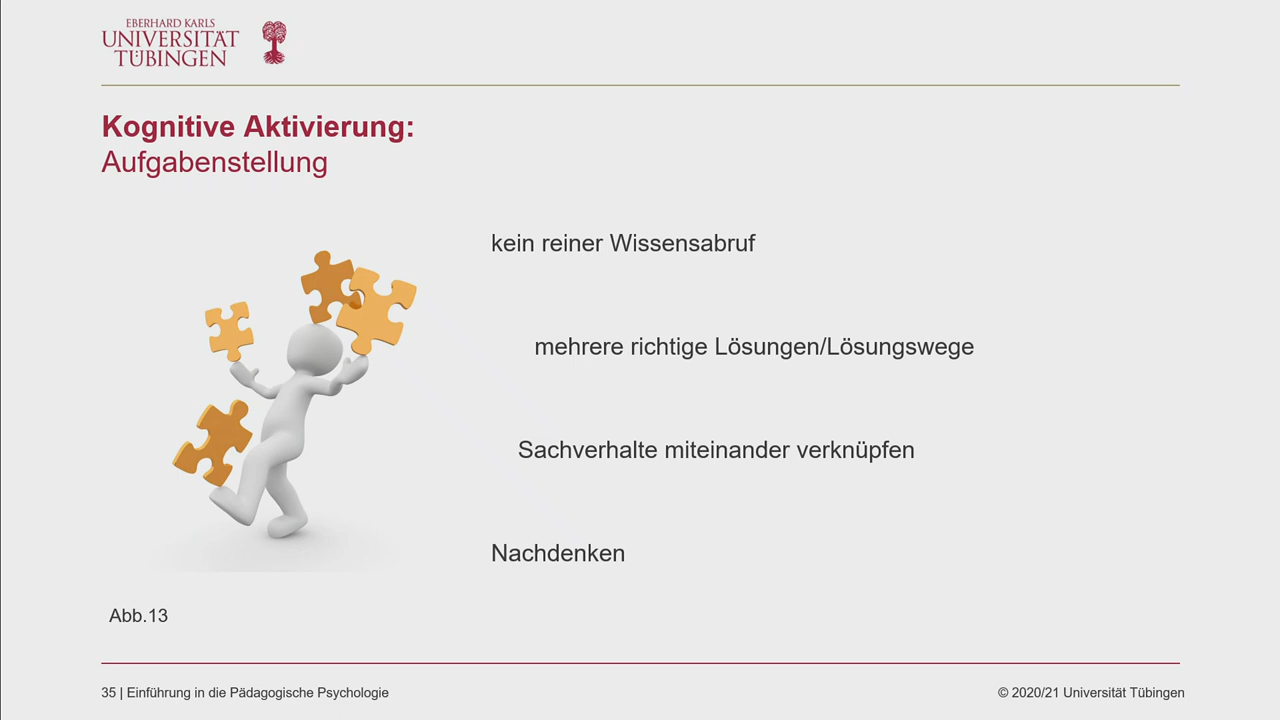 EBERHARD KARLS
UNIVERSITÄT
TÜBINGEN
Kognitive Aktivierung:
Aufgabenstellung
kein reiner Wissensabruf
mehrere richtige Lösungen/Lösungswege
Sachverhalte miteinander verknüpfen
Nachdenken
Abb.13
35 | Einführung in die Pädagogische Psychologie
© 2020/21 Universität Tübingen